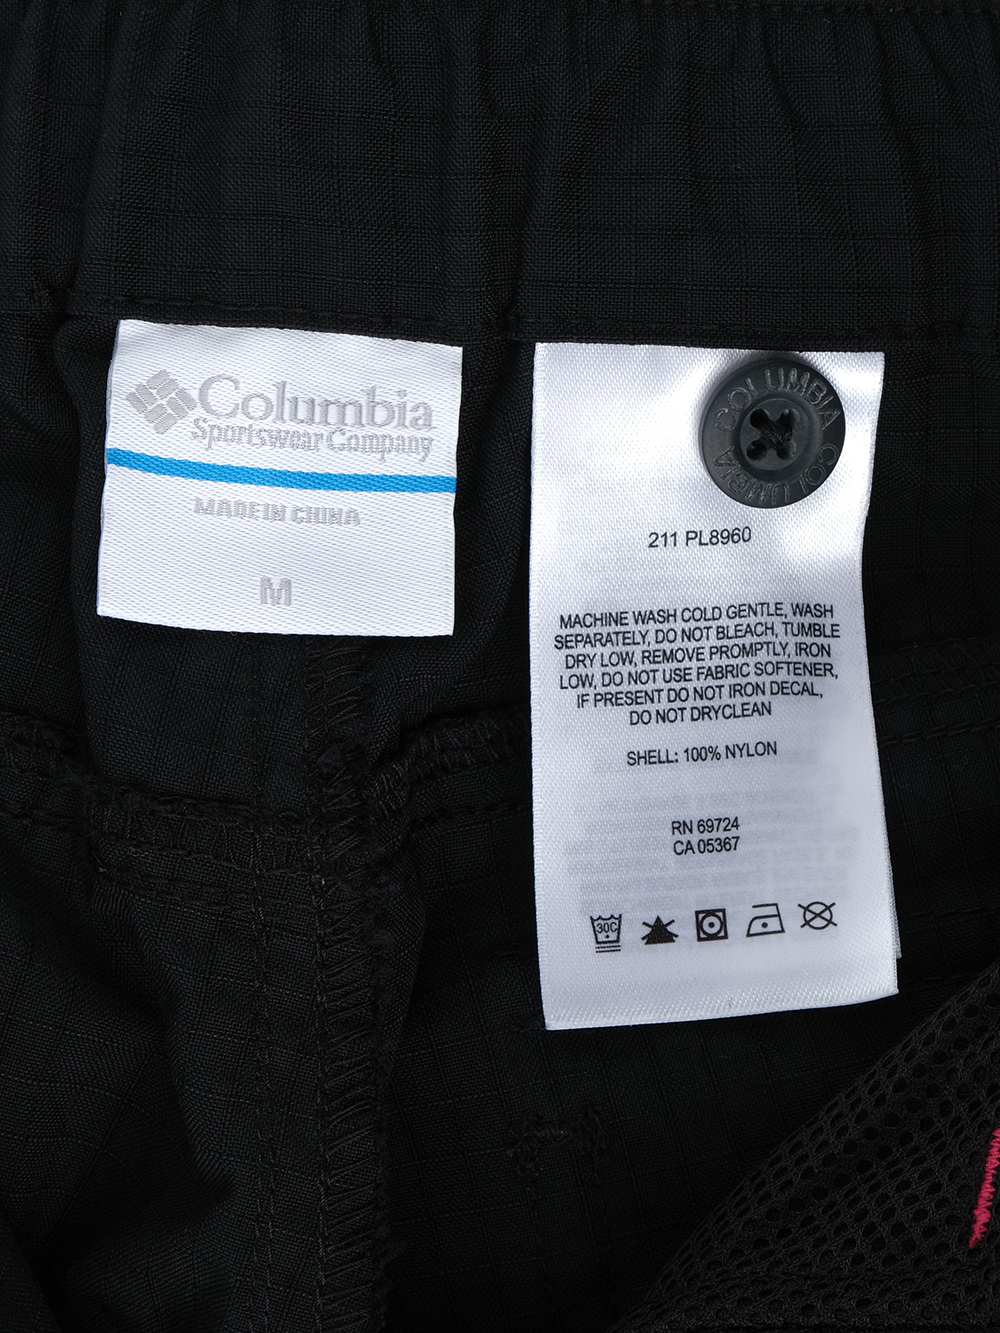 Columbia
Sportswear Company
MADE IN CHINA
M
COLUMBIA COLUMBIA
211 PL8960
MACHINE WASH COLD GENTLE, WASH
SEPARATELY, DO NOT BLEACH, TUMBLE
DRY LOW, REMOVE PROMPTLY, IRON
LOW, DO NOT USE FABRIC SOFTENER,
IF PRESENT DO NOT IRON DECAL,
DO NOT DRYCLEAN
SHELL: 100% NYLON
RN 69724
CA 05367
30C